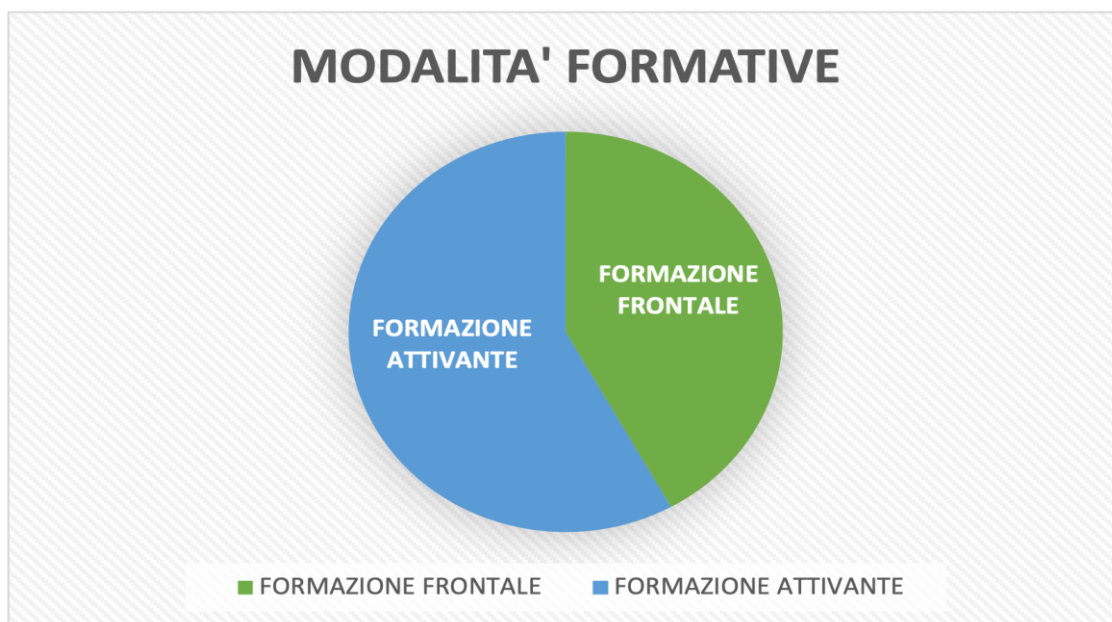 MODALITA' FORMATIVE
FORMAZIONE
FRONTALE
FORMAZIONE
ATTIVANTE
FORMAZIONE FRONTALE
FORMAZIONE ATTIVANTE